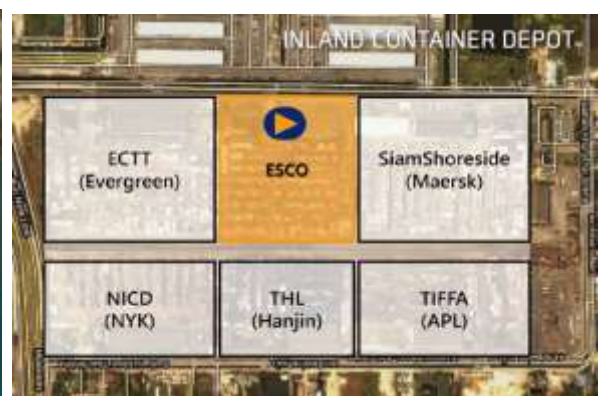 INLAND CONTAINER DEPOT
ECTT
(Evergreen)
ESCO
SiamShoreside
(Maersk)
NICD
(NYK)
THL
(Hanjin)
TIFFA
(APL)